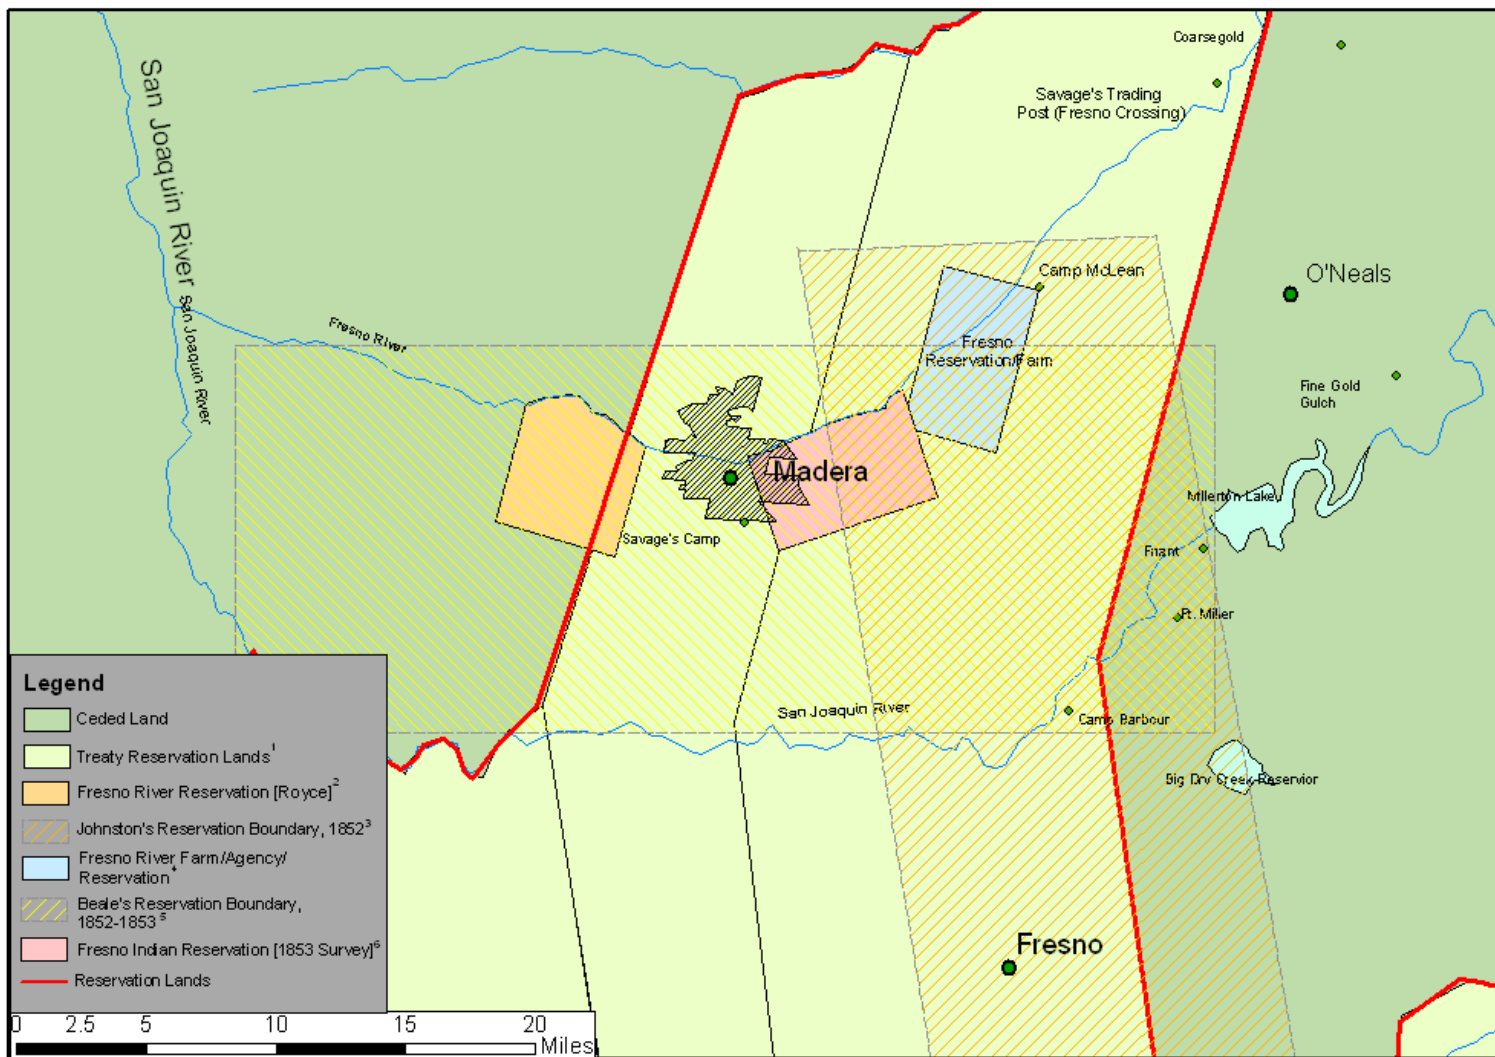 Coarsegold
Savage's Trading
Post (Fresno Crossing)
San Joaquin River
San Joaquin River
Fresno River
Camp McLean
O'Neals
Fresno
Reservation/Farm
Fine Gold
Gulch
Madera
Millerton Lake
Savage's Camp
Friant
Ft. Miller
San Joaquin River
Camp Barbour
Big Dry Creek Reservior
Fresno
Legend
Ceded Land
Treaty Reservation Lands1
Fresno River Reservation [Royce]2
Johnston's Reservation Boundary, 18523
Fresno River Farm/Agency/
Reservation4
Beale's Reservation Boundary,
1852-1853 5
Fresno Indian Reservation [1853 Survey]6
Reservation Lands
0 2.5 5 10 15 20
Miles